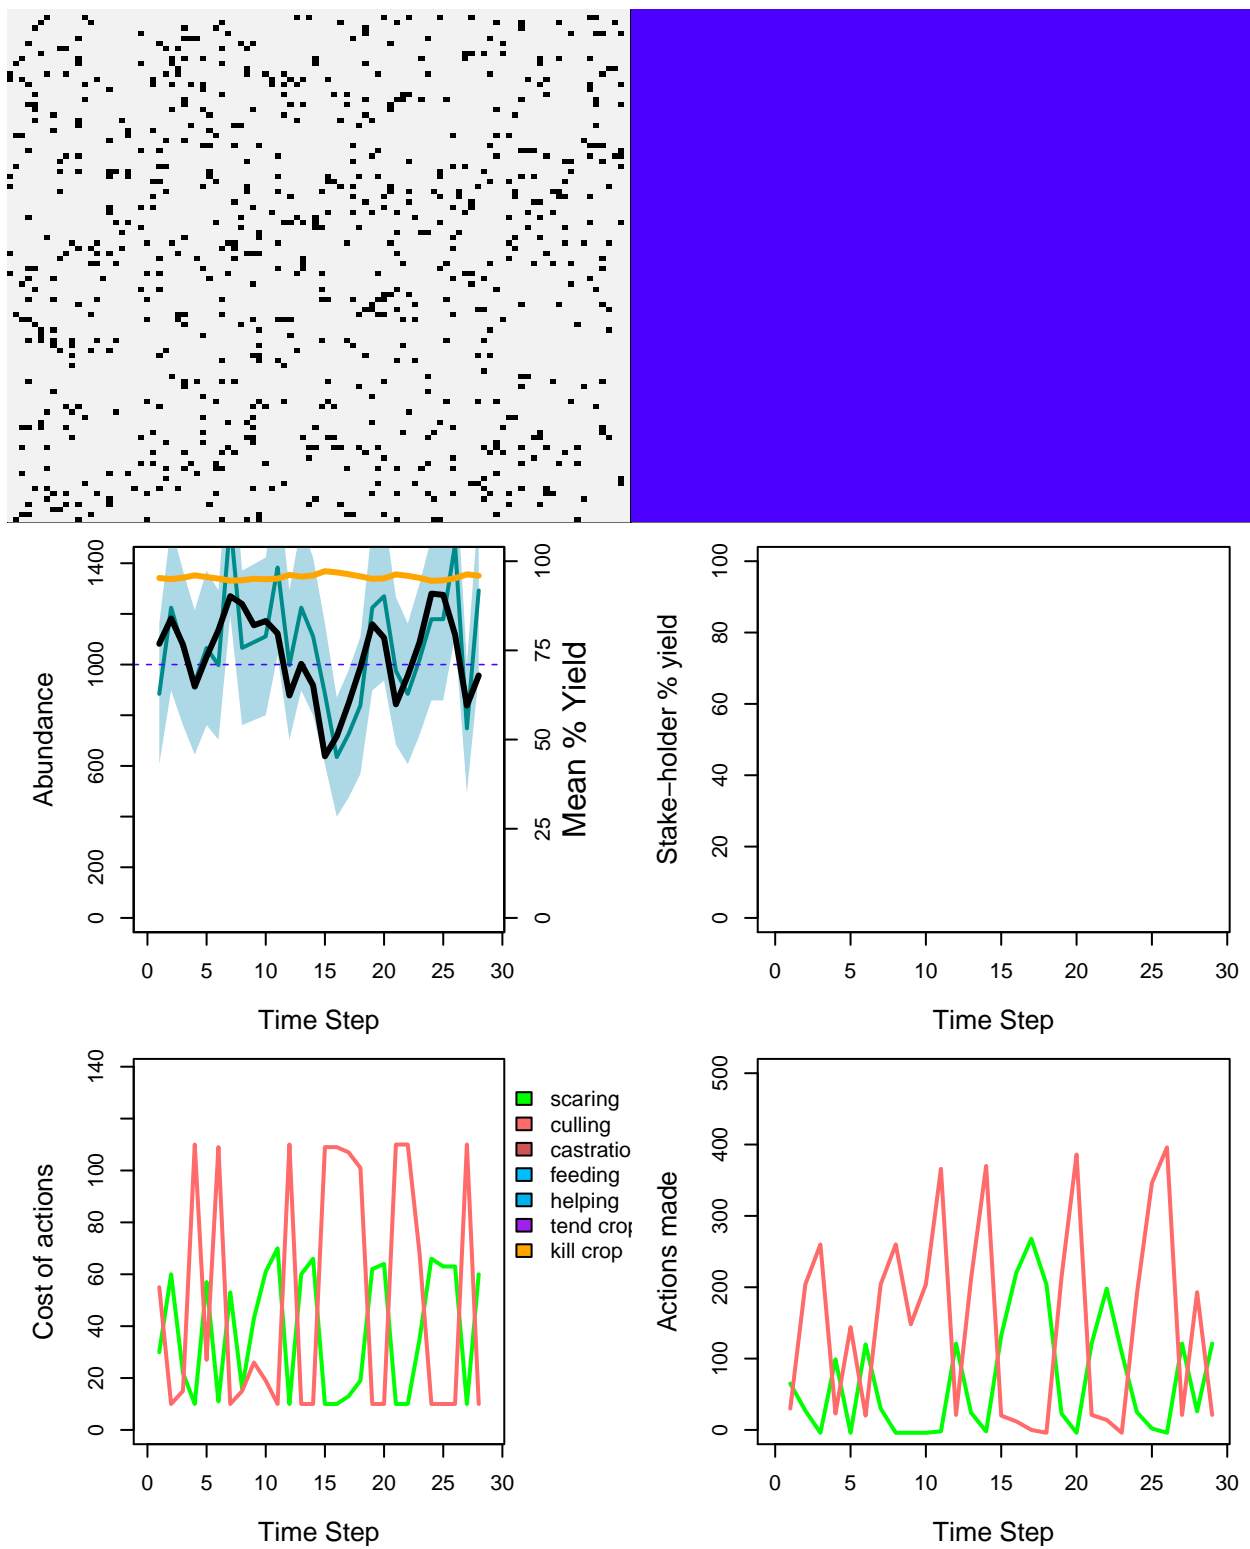 0 200 600 1000 1400
Abundance
0 25 50 75 100
Mean % Yield
0 5 10 15 20 25 30
Time Step
0 20 40 60 80 100
Stake−holder % yield
0 5 10 15 20 25 30
Time Step
0 20 40 60 80 100 140
Cost of actions
0 5 10 15 20 25 30
Time Step
scaring
culling
castratio
feeding
helping
tend crop
kill crop
0 100 200 300 400 500
Actions made
0 5 10 15 20 25 30
Time Step